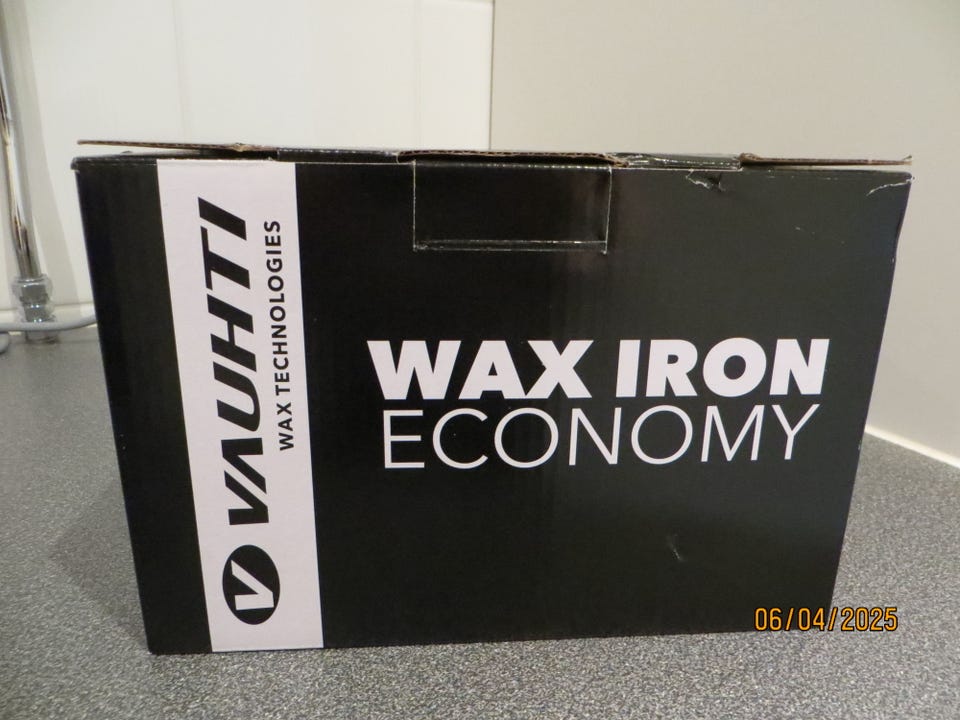 VAUHTI
WAX TECHNOLOGIES
WAX IRON
ECONOMY
06/04/2025